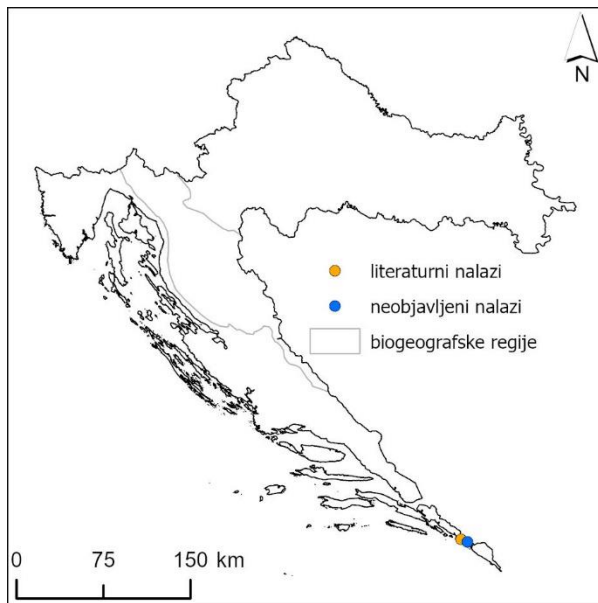 N
literaturni nalazi
neobjavljeni nalazi
biogeografske regije
0 75 150 km